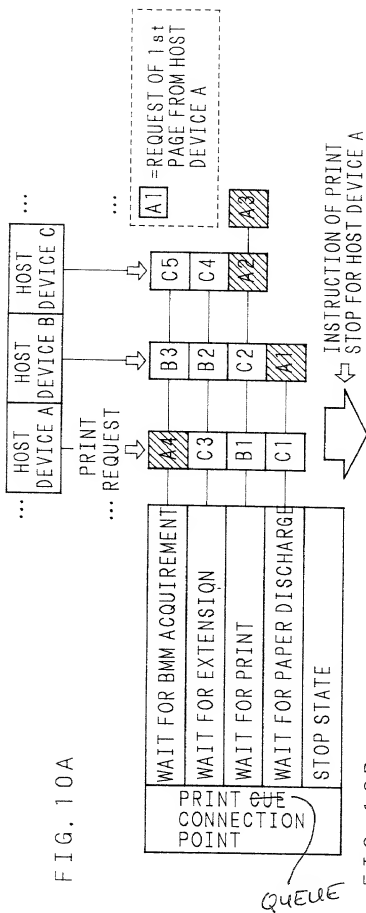 FIG. 10A
... HOST DEVICE A
HOST DEVICE B
HOST DEVICE C ...
PRINT REQUEST
...
...
A1 =REQUEST OF 1st
PAGE FROM HOST
DEVICE A
PRINT CUE
CONNECTION
POINT
QUEUE
WAIT FOR BMM ACQUIREMENT A4 B3 C5
WAIT FOR EXTENSION C3 B2 C4
WAIT FOR PRINT B1 C2 A2 A3
WAIT FOR PAPER DISCHARGE C1 A1
STOP STATE
INSTRUCTION OF PRINT
STOP FOR HOST DEVICE A